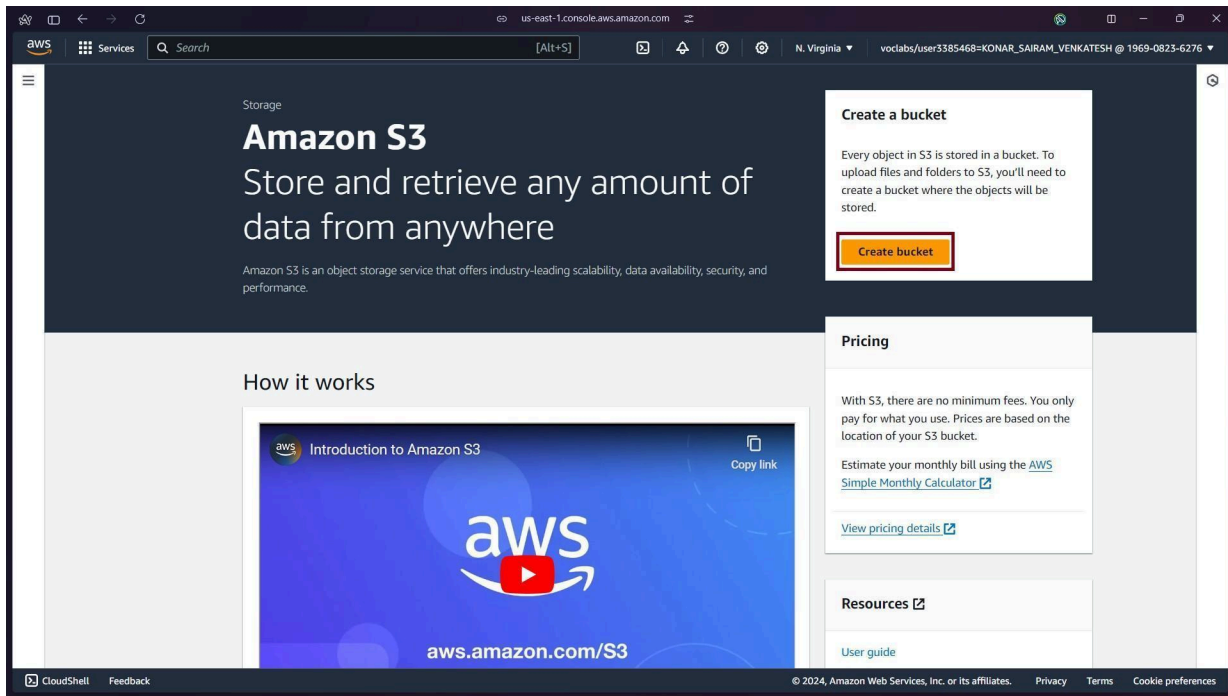 us-east-1.console.aws.amazon.com
aws Services Search [Alt+S] N. Virginia ▼ voclabs/user3385468=KONAR_SAIRAM_VENKATESH @ 1969-0823-6276 ▼
Storage
Amazon S3
Store and retrieve any amount of
data from anywhere
Amazon S3 is an object storage service that offers industry-leading scalability, data availability, security, and
performance.
Create a bucket
Every object in S3 is stored in a bucket. To
upload files and folders to S3, you'll need to
create a bucket where the objects will be
stored.
Create bucket
How it works
aws Introduction to Amazon S3
Copy link
aws
aws.amazon.com/S3
Pricing
With S3, there are no minimum fees. You only
pay for what you use. Prices are based on the
location of your S3 bucket.
Estimate your monthly bill using the AWS
Simple Monthly Calculator
View pricing details
Resources
User guide
CloudShell Feedback © 2024, Amazon Web Services, Inc. or its affiliates. Privacy Terms Cookie preferences